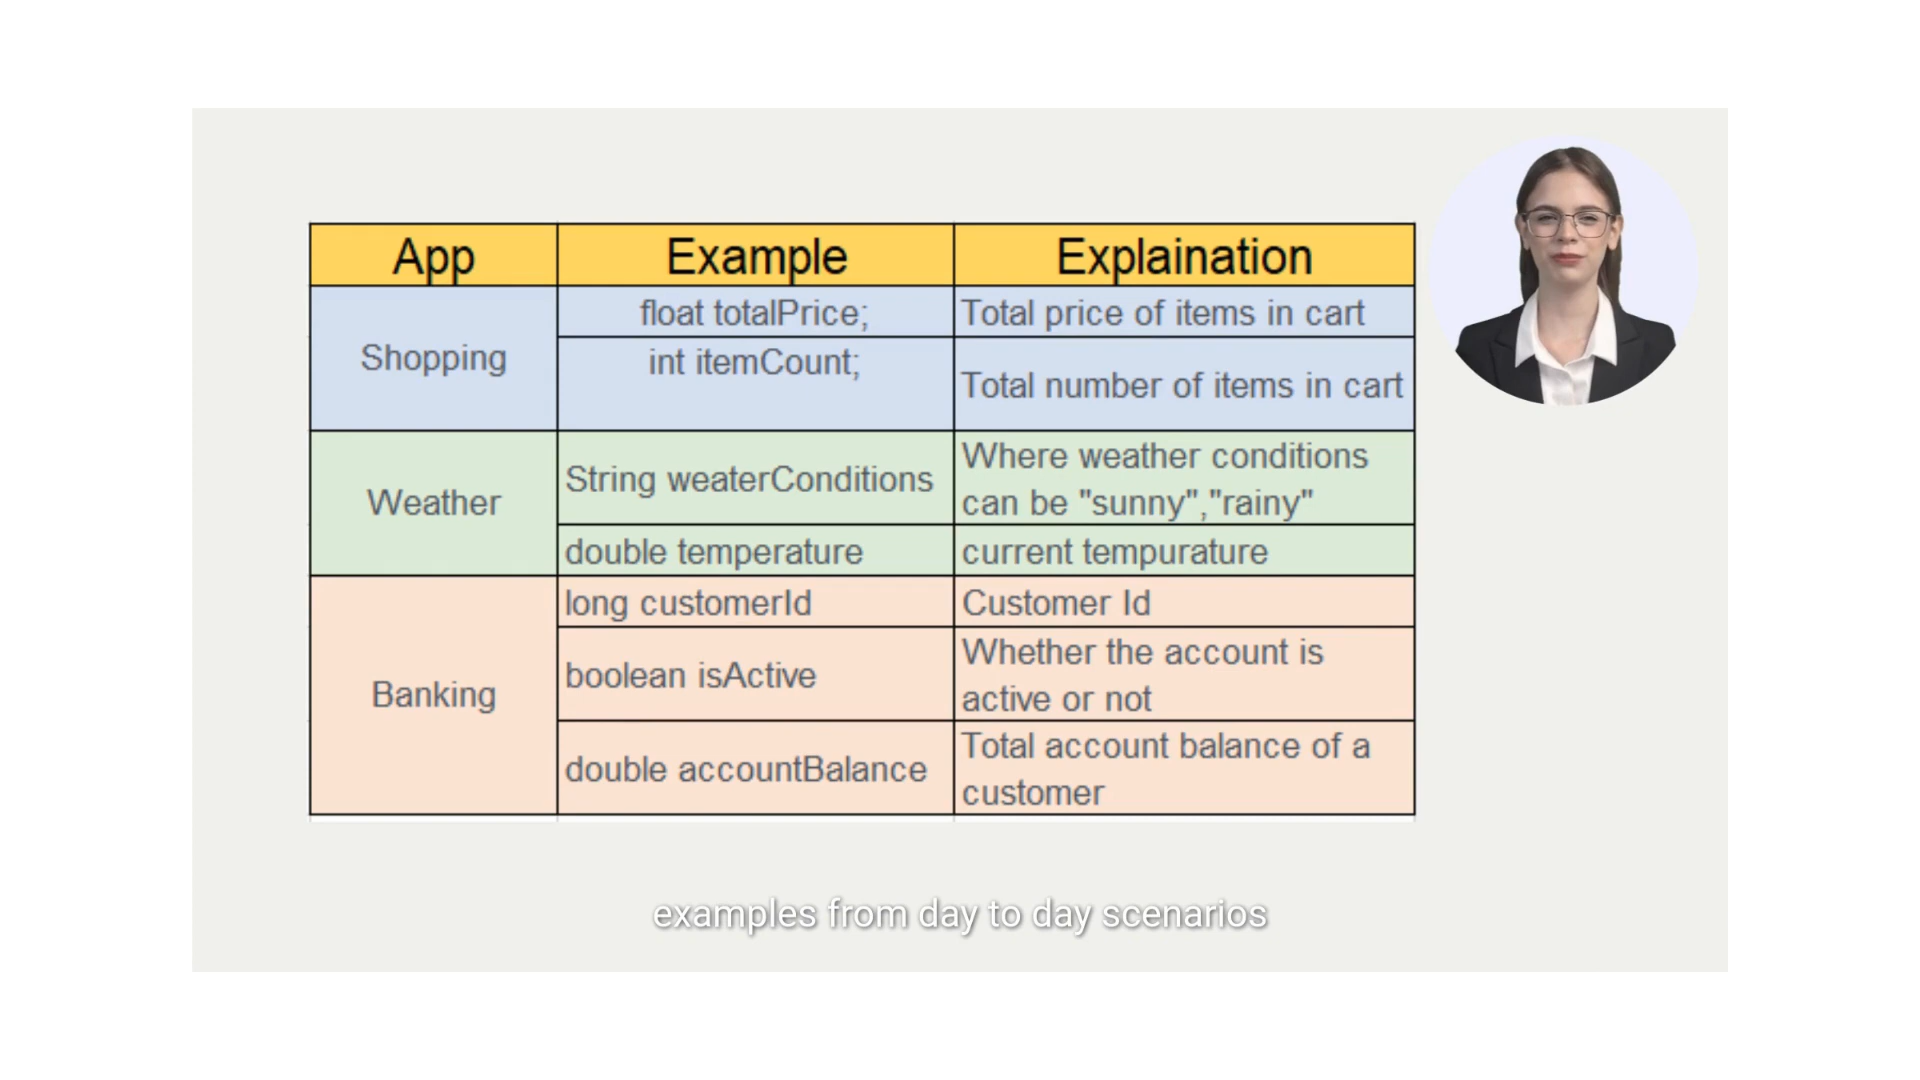 App Example Explaination
Shopping
float totalPrice; Total price of items in cart
int itemCount; Total number of items in cart
Weather
String weaterConditions
Where weather conditions
can be "sunny","rainy"
double temperature current tempurature
Banking
long customerId Customer Id
boolean isActive
Whether the account is
active or not
double accountBalance
Total account balance of a
customer
examples from day to day scenarios